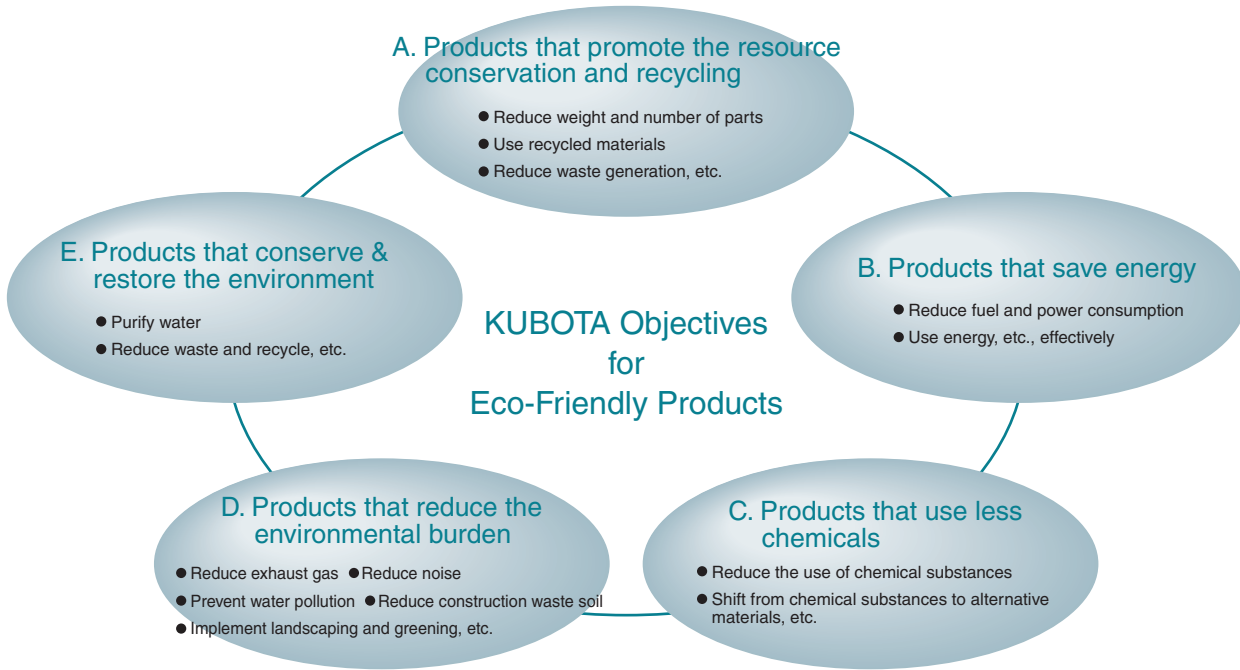 A. Products that promote the resource
conservation and recycling
● Reduce weight and number of parts
● Use recycled materials
● Reduce waste generation, etc.
E. Products that conserve &
restore the environment
● Purify water
● Reduce waste and recycle, etc.
B. Products that save energy
● Reduce fuel and power consumption
● Use energy, etc., effectively
KUBOTA Objectives
for
Eco-Friendly Products
D. Products that reduce the
environmental burden
● Reduce exhaust gas ● Reduce noise
● Prevent water pollution ● Reduce construction waste soil
● Implement landscaping and greening, etc.
C. Products that use less
chemicals
● Reduce the use of chemical substances
● Shift from chemical substances to alternative
materials, etc.